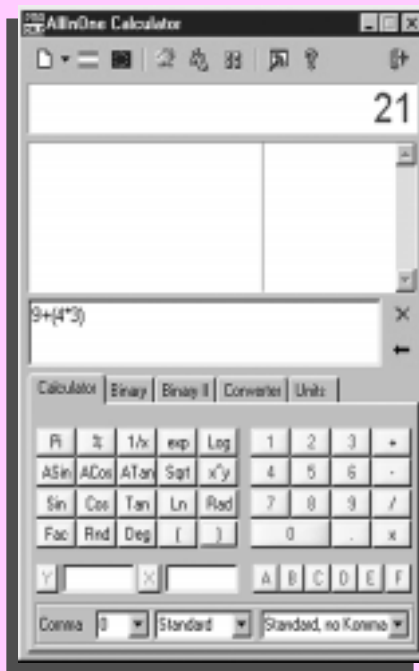 AllInOne Calculator
21
9+(4*3)
Calculator Binary Binary II Converter Units
Pi % 1/x exp Log 1 2 3 +
ASin ACos ATan Sqrt x^y 4 5 6 -
Sin Cos Tan Ln Rad 7 8 9 /
Fac Rnd Deg ( ) 0 . x
Y X A B C D E F
Comma 0 Standard Standard, no Komma